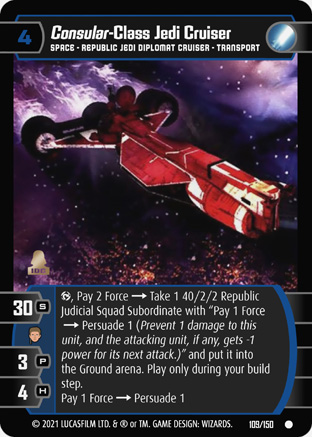 4
Consular-Class Jedi Cruiser
SPACE - REPUBLIC JEDI DIPLOMAT CRUISER - TRANSPORT
30 S
3 P
4 H
, Pay 2 Force → Take 1 40/2/2 Republic
Judicial Squad Subordinate with "Pay 1 Force
→ Persuade 1 (Prevent 1 damage to this
unit, and the attacking unit, if any, gets -1
power for its next attack.)" and put it into
the Ground arena. Play only during your build
step.
Pay 1 Force → Persuade 1
© 2021 LUCASFILM LTD. & ® or TM. GAME DESIGN: WIZARDS.
109/150